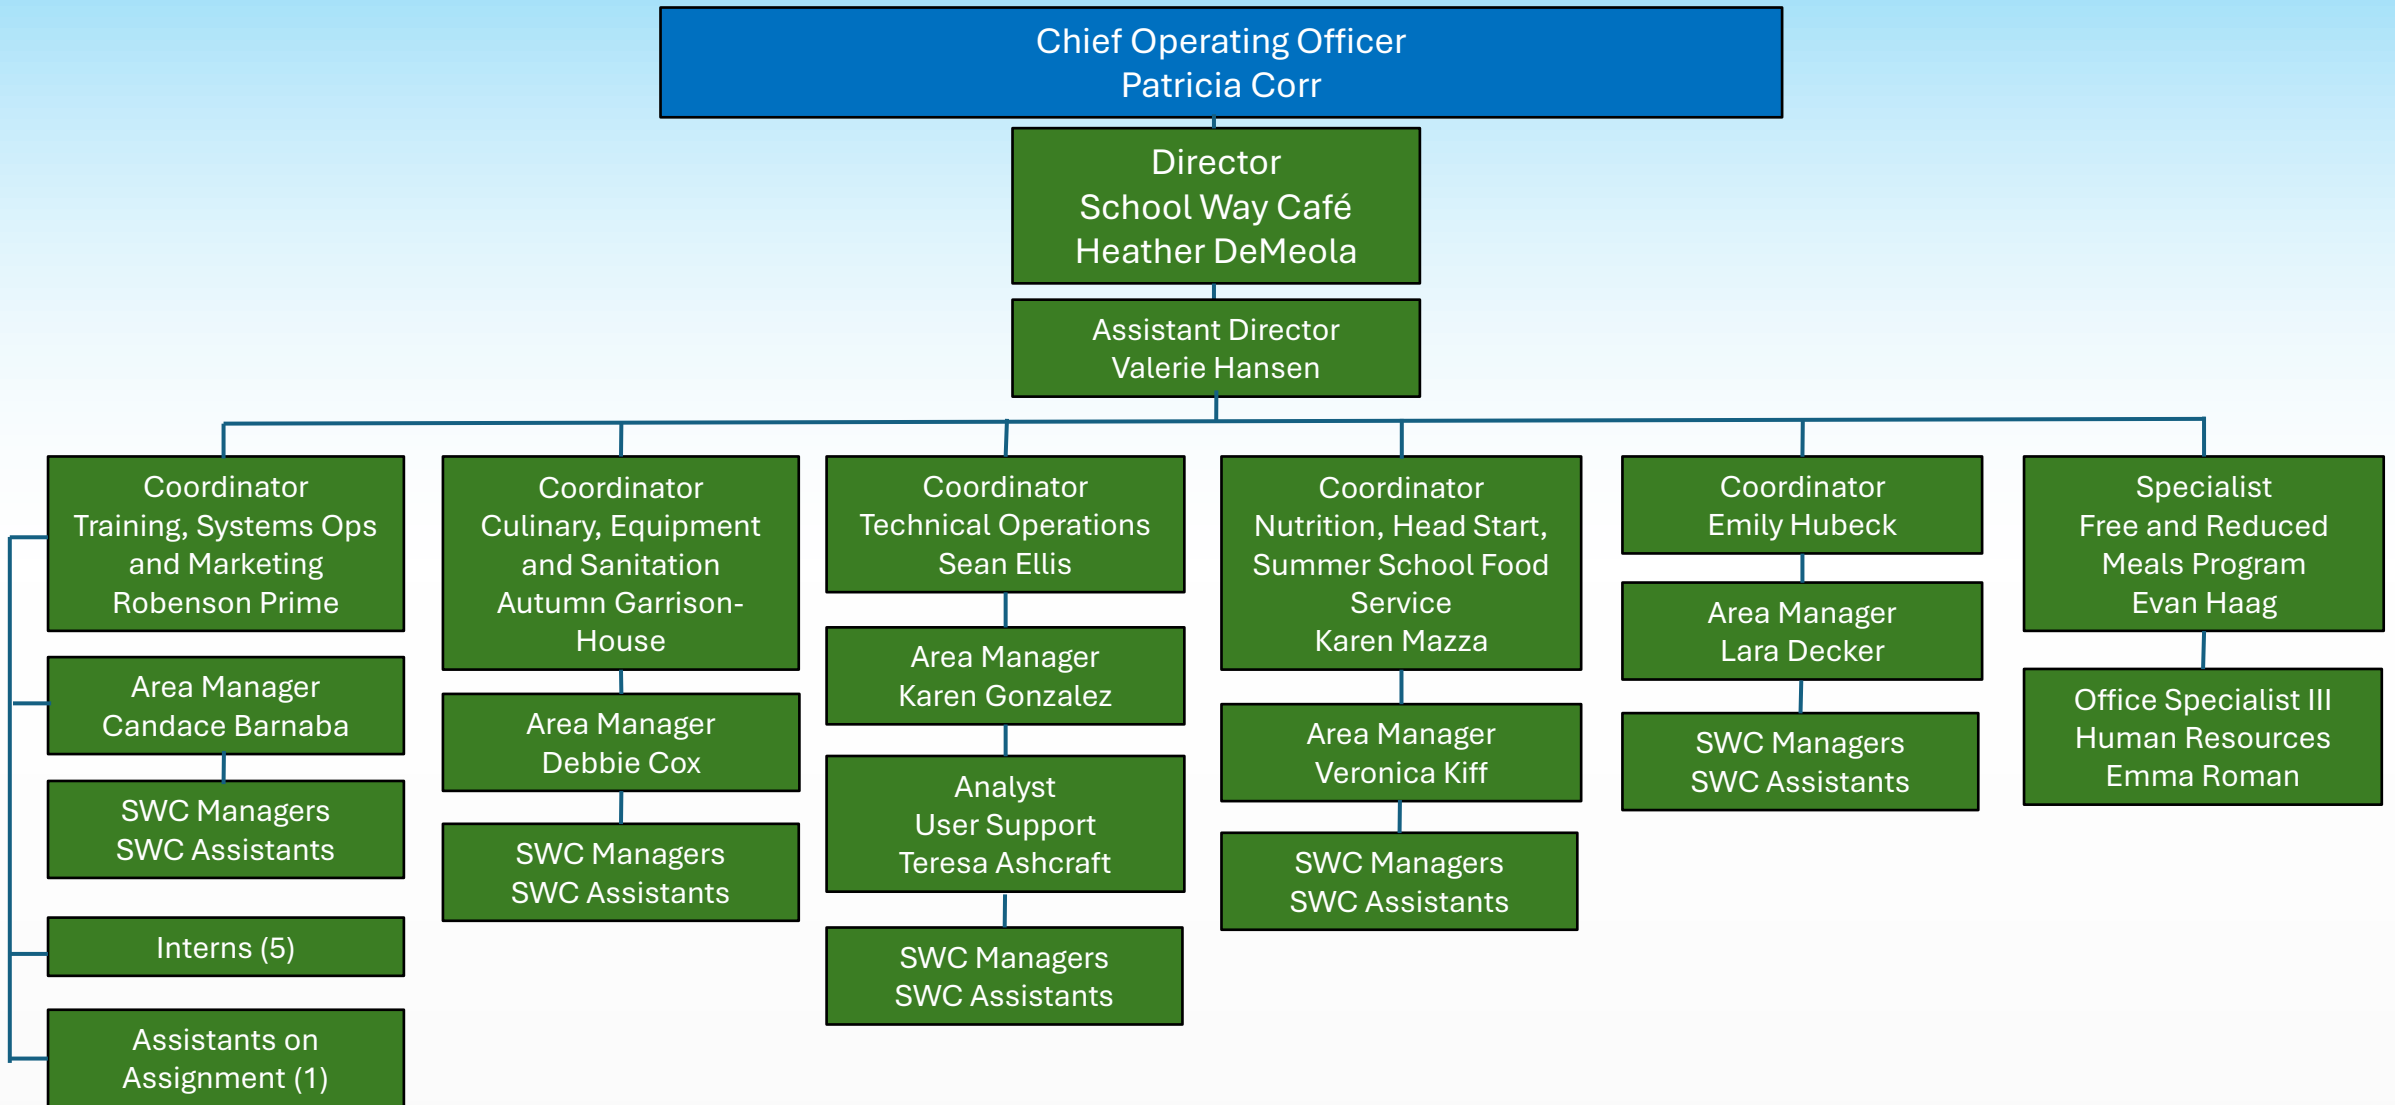 Chief Operating Officer
Patricia Corr
Director
School Way Café
Heather DeMeola
Assistant Director
Valerie Hansen
Coordinator
Training, Systems Ops
and Marketing
Robenson Prime
Area Manager
Candace Barnaba
SWC Managers
SWC Assistants
Interns (5)
Assistants on
Assignment (1)
Coordinator
Culinary, Equipment
and Sanitation
Autumn Garrison-
House
Area Manager
Debbie Cox
SWC Managers
SWC Assistants
Coordinator
Technical Operations
Sean Ellis
Area Manager
Karen Gonzalez
Analyst
User Support
Teresa Ashcraft
SWC Managers
SWC Assistants
Coordinator
Nutrition, Head Start,
Summer School Food
Service
Karen Mazza
Area Manager
Veronica Kiff
SWC Managers
SWC Assistants
Coordinator
Emily Hubeck
Area Manager
Lara Decker
SWC Managers
SWC Assistants
Specialist
Free and Reduced
Meals Program
Evan Haag
Office Specialist III
Human Resources
Emma Roman